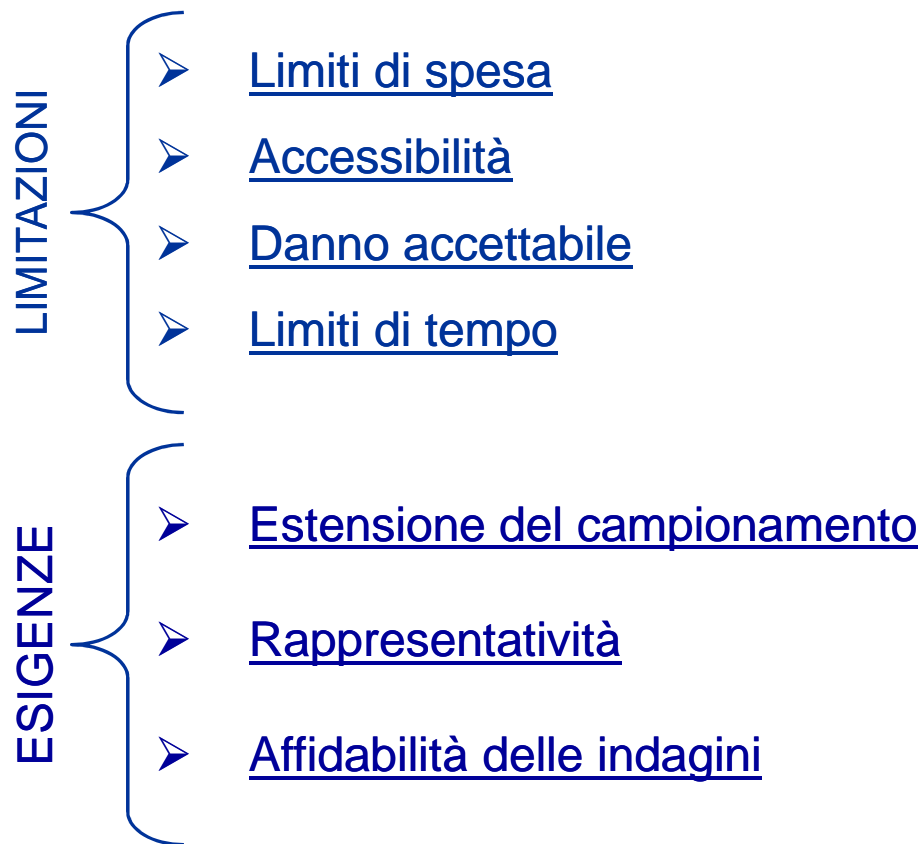 LIMITAZIONI
➢ Limiti di spesa
➢ Accessibilità
➢ Danno accettabile
➢ Limiti di tempo
ESIGENZE
➢ Estensione del campionamento
➢ Rappresentatività
➢ Affidabilità delle indagini